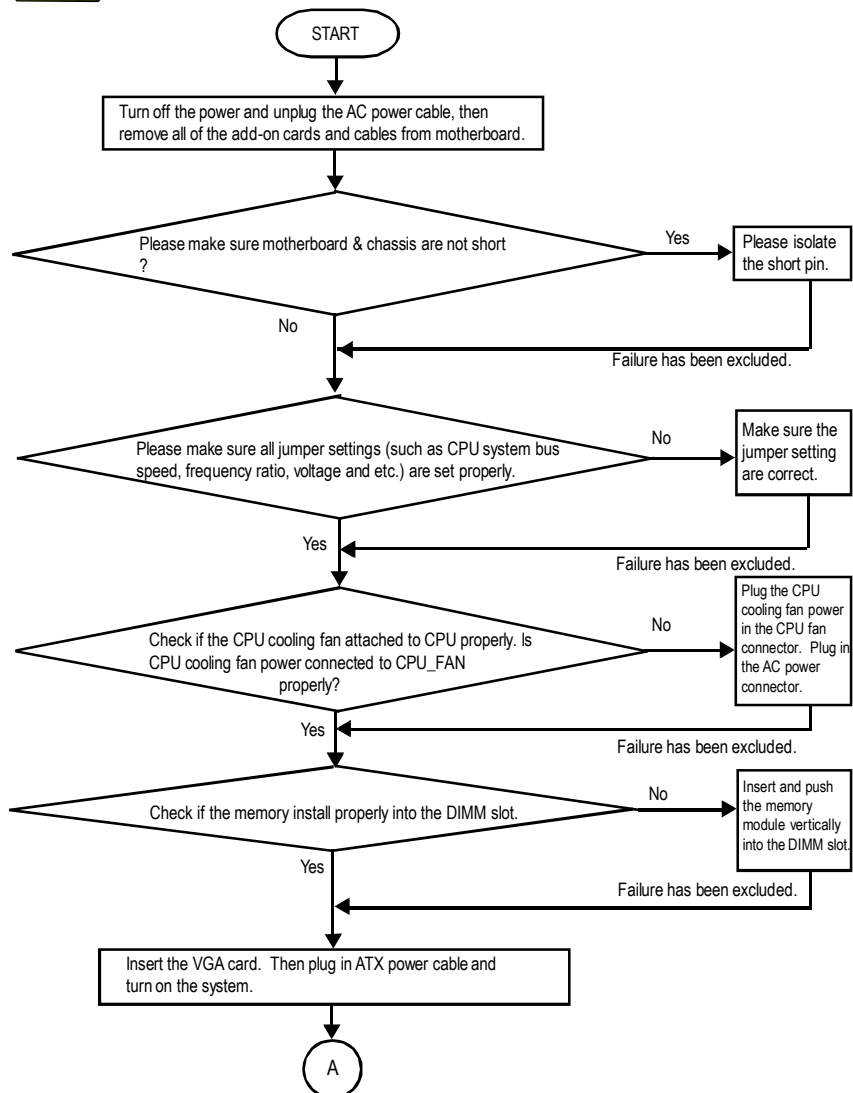 START
Turn off the power and unplug the AC power cable, then
remove all of the add-on cards and cables from motherboard.
Please make sure motherboard & chassis are not short
?
Yes
Please isolate
the short pin.
No
Failure has been excluded.
Please make sure all jumper settings (such as CPU system bus
speed, frequency ratio, voltage and etc.) are set properly.
No
Make sure the
jumper setting
are correct.
Yes
Failure has been excluded.
Check if the CPU cooling fan attached to CPU properly. Is
CPU cooling fan power connected to CPU_FAN
properly?
No
Plug the CPU
cooling fan power
in the CPU fan
connector. Plug in
the AC power
connector.
Yes
Failure has been excluded.
Check if the memory install properly into the DIMM slot.
No
Insert and push
the memory
module vertically
into the DIMM slot.
Yes
Failure has been excluded.
Insert the VGA card. Then plug in ATX power cable and
turn on the system.
A